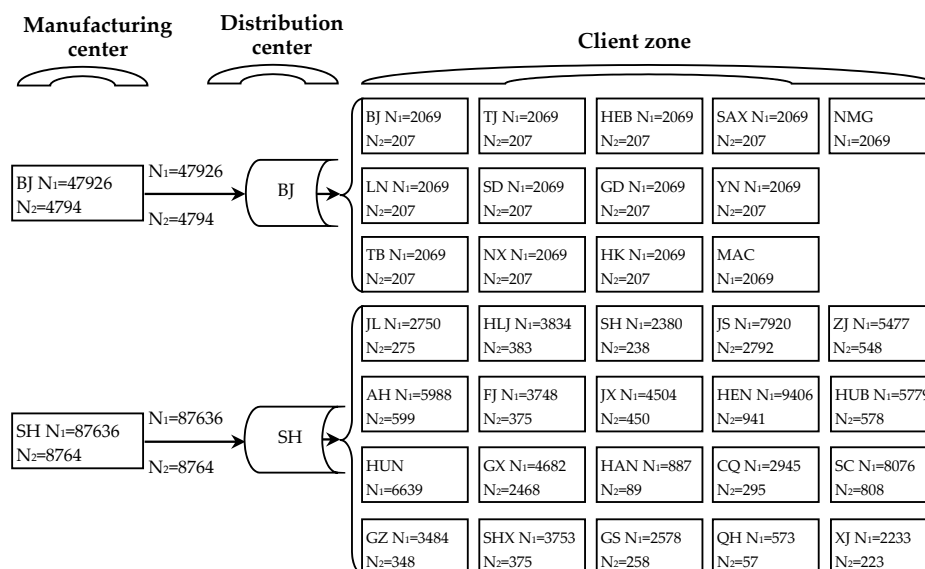 Manufacturing
center
Distribution
center
Client zone
BJ N₁=47926
N₂=4794
N₁=47926
N₂=4794
BJ
BJ N₁=2069
N₂=207
TJ N₁=2069
N₂=207
HEB N₁=2069
N₂=207
SAX N₁=2069
N₂=207
NMG
N₁=2069
LN N₁=2069
N₂=207
SD N₁=2069
N₂=207
GD N₁=2069
N₂=207
YN N₁=2069
N₂=207
TB N₁=2069
N₂=207
NX N₁=2069
N₂=207
HK N₁=2069
N₂=207
MAC
N₁=2069
SH N₁=87636
N₂=8764
N₁=87636
N₂=8764
SH
JL N₁=2750
N₂=275
HLJ N₁=3834
N₂=383
SH N₁=2380
N₂=238
JS N₁=7920
N₂=2792
ZJ N₁=5477
N₂=548
AH N₁=5988
N₂=599
FJ N₁=3748
N₂=375
JX N₁=4504
N₂=450
HEN N₁=9406
N₂=941
HUB N₁=5779
N₂=578
HUN
N₁=6639
GX N₁=4682
N₂=2468
HAN N₁=887
N₂=89
CQ N₁=2945
N₂=295
SC N₁=8076
N₂=808
GZ N₁=3484
N₂=348
SHX N₁=3753
N₂=375
GS N₁=2578
N₂=258
QH N₁=573
N₂=57
XJ N₁=2233
N₂=223